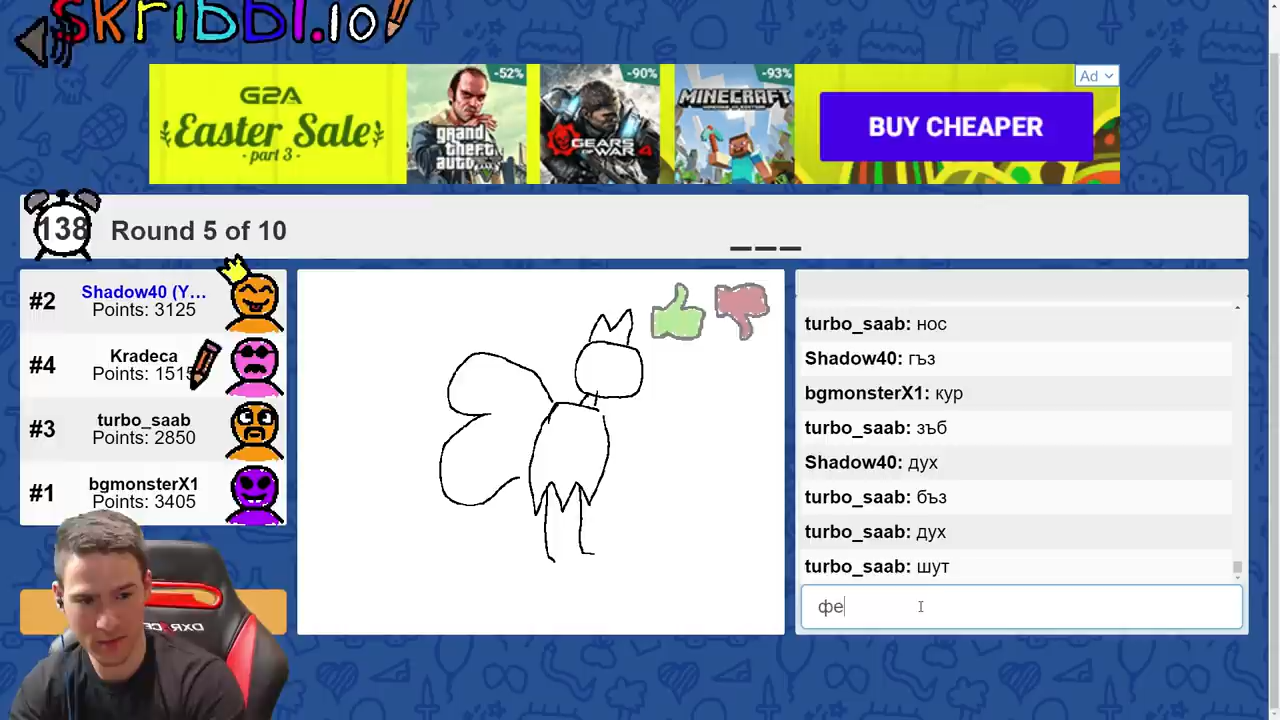 skribbl.io
G2A
Easter Sale
- part 3 -
-52%
grand
theft
auto
V
-90%
GEARS
OF WAR 4
-93%
MINECRAFT
Ad
BUY CHEAPER
138
Round 5 of 10
_ _ _
#2
Shadow40 (Y…
Points: 3125
#4
Kradeca
Points: 1515
#3
turbo_saab
Points: 2850
#1
bgmonsterX1
Points: 3405
turbo_saab: нос
Shadow40: гъз
bgmonsterX1: кур
turbo_saab: зъб
Shadow40: дух
turbo_saab: бъз
turbo_saab: дух
turbo_saab: шут
фе